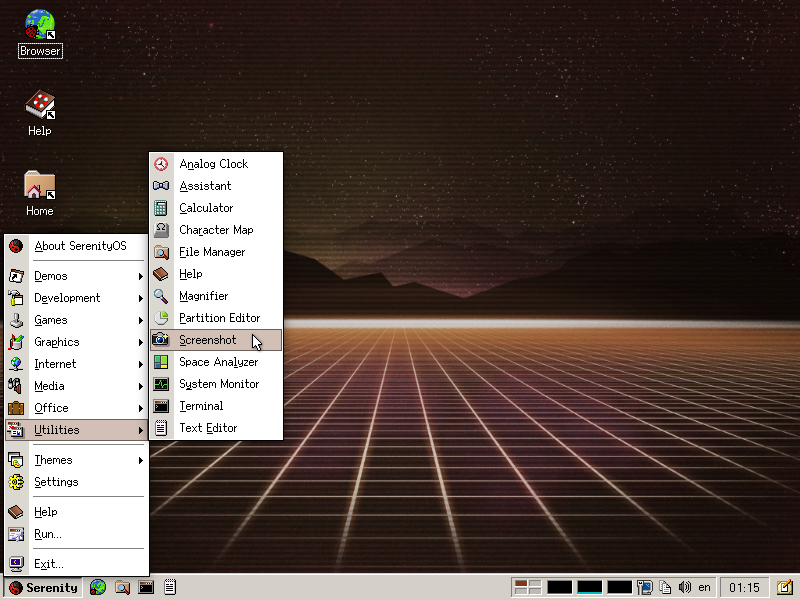 Browser
Help
Home
About SerenityOS
Demos
Development
Games
Graphics
Internet
Media
Office
Utilities
Themes
Settings
Help
Run...
Exit...
Analog Clock
Assistant
Calculator
Character Map
File Manager
Help
Magnifier
Partition Editor
Screenshot
Space Analyzer
System Monitor
Terminal
Text Editor
Serenity
en
01:15